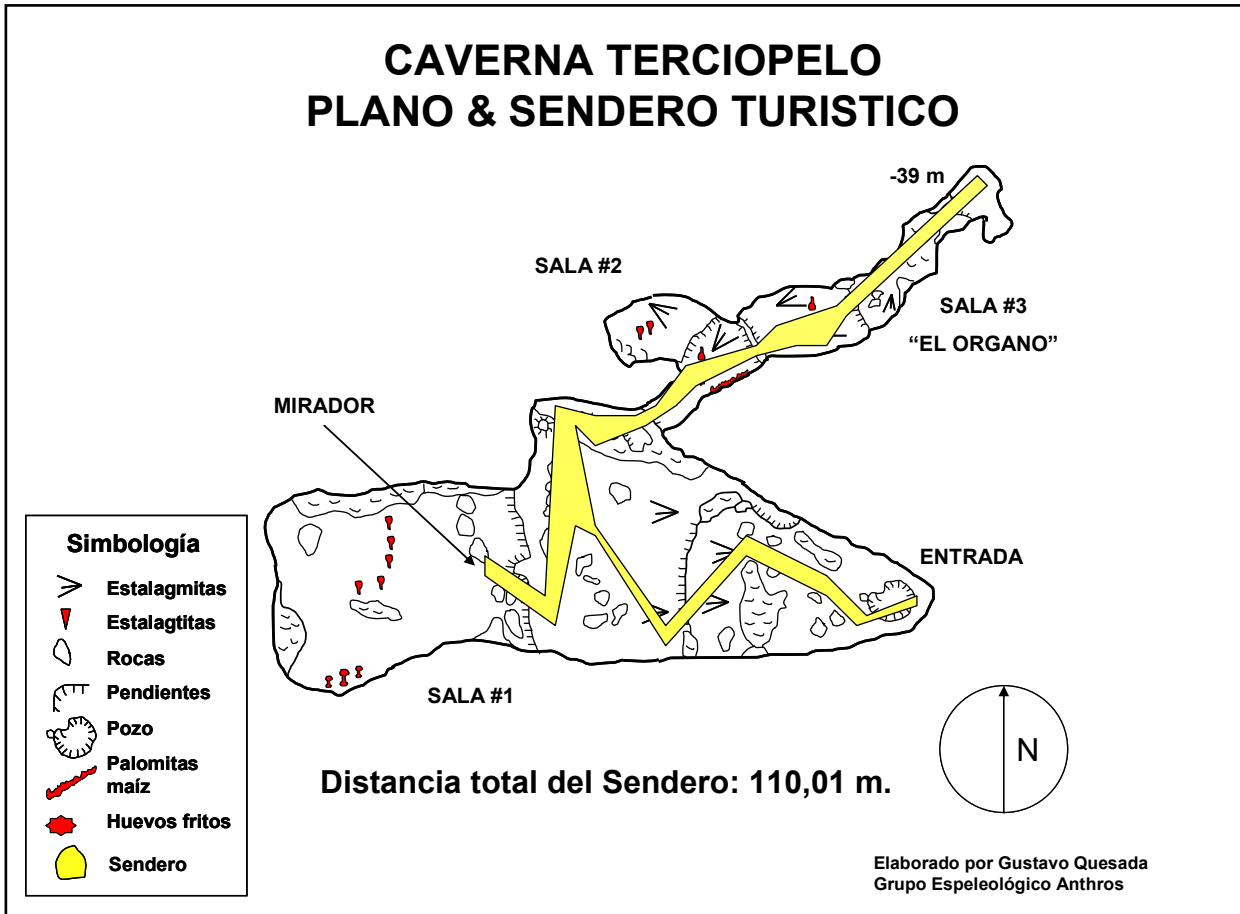 CAVERNA TERCIOPELO
PLANO & SENDERO TURISTICO
-39 m
SALA #2
SALA #3
“EL ORGANO”
MIRADOR
ENTRADA
Simbología
Estalagmitas
Estalagtitas
Rocas
Pendientes
Pozo
Palomitas
maíz
Huevos fritos
Sendero
SALA #1
N
Distancia total del Sendero: 110,01 m.
Elaborado por Gustavo Quesada
Grupo Espeleológico Anthros